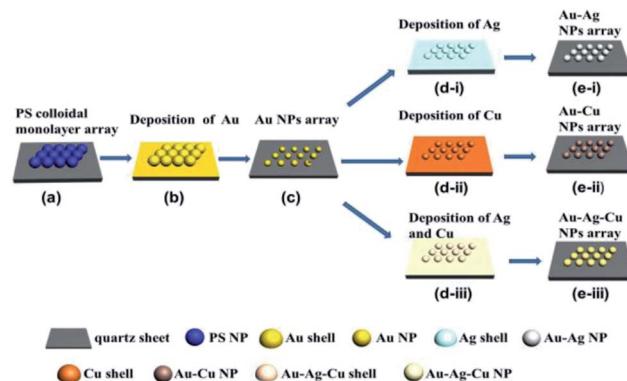 Deposition of Ag
Au-Ag
NPs array
(d-i)
(e-i)
PS colloidal
monolayer array
Deposition of Au
Au NPs array
Deposition of Cu
Au-Cu
NPs array
(a)
(b)
(c)
(d-ii)
(e-ii)
Deposition of Ag
and Cu
Au-Ag-Cu
NPs array
(d-iii)
(e-iii)
quartz sheet
PS NP
Au shell
Au NP
Ag shell
Au-Ag NP
Cu shell
Au-Cu NP
Au-Ag-Cu shell
Au-Ag-Cu NP